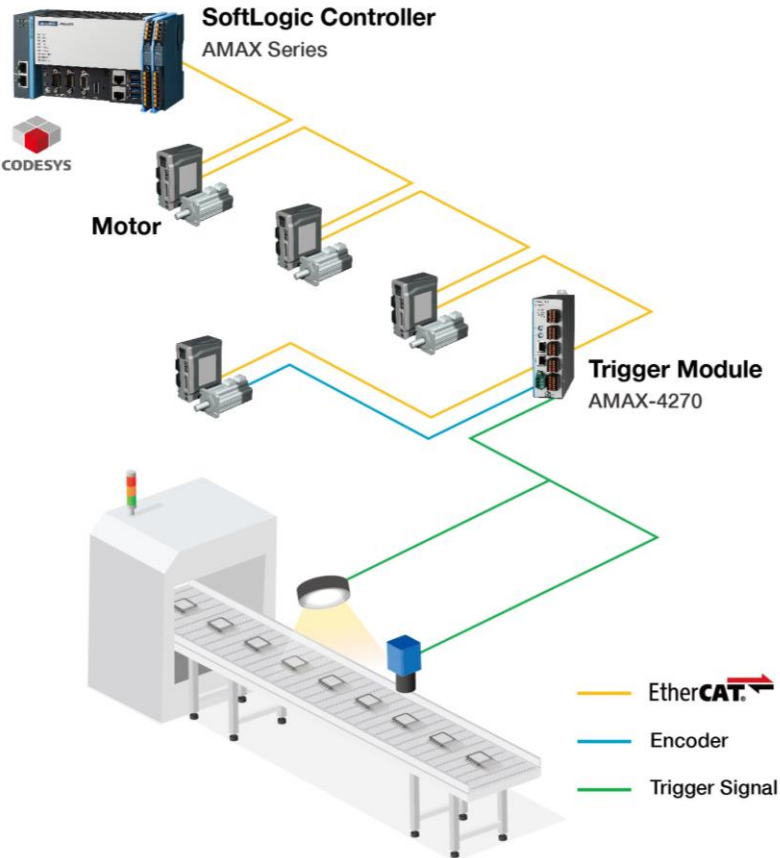 SoftLogic Controller
AMAX Series
CODESYS
Motor
Trigger Module
AMAX-4270
EtherCAT®
Encoder
Trigger Signal